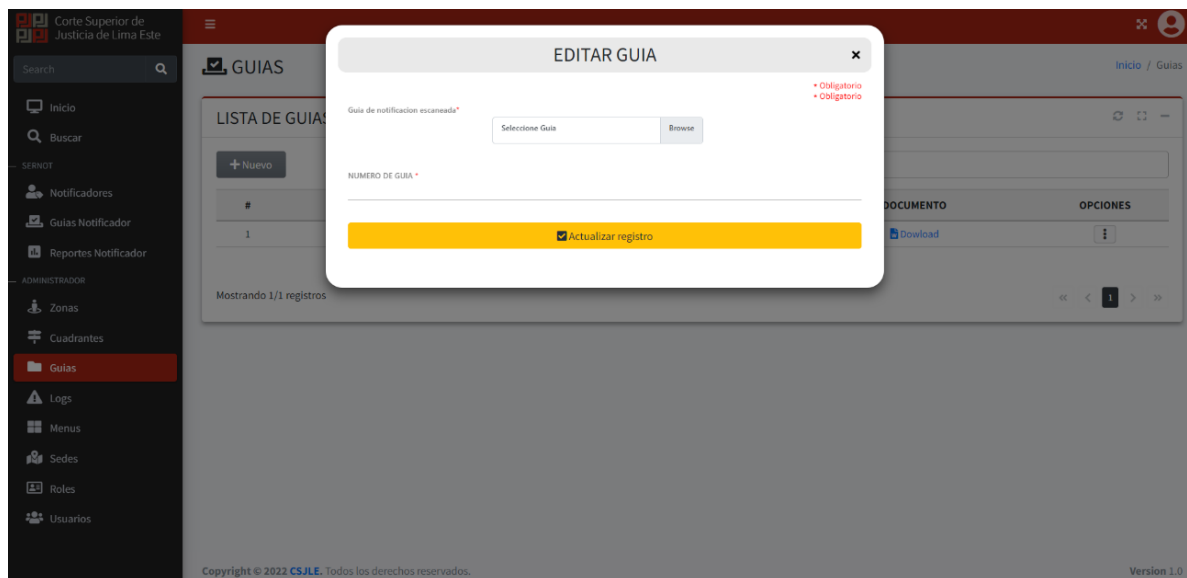 Corte Superior de
Justicia de Lima Este
Search
Inicio
Buscar
SERNOT
Notificadores
Guias Notificador
Reportes Notificador
ADMINISTRADOR
Zonas
Cuadrantes
Guias
Logs
Menus
Sedes
Roles
Usuarios
GUIAS
Inicio / Guias
LISTA DE GUIAS
Nuevo
# DOCUMENTO OPCIONES
1 Dowload
Mostrando 1/1 registros
« < 1 > »
EDITAR GUIA ×
* Obligatorio
* Obligatorio
Guia de notificacion escaneada*
Seleccione Guia Browse
NUMERO DE GUIA *
Actualizar registro
Copyright © 2022 CSJLE. Todos los derechos reservados. Version 1.0